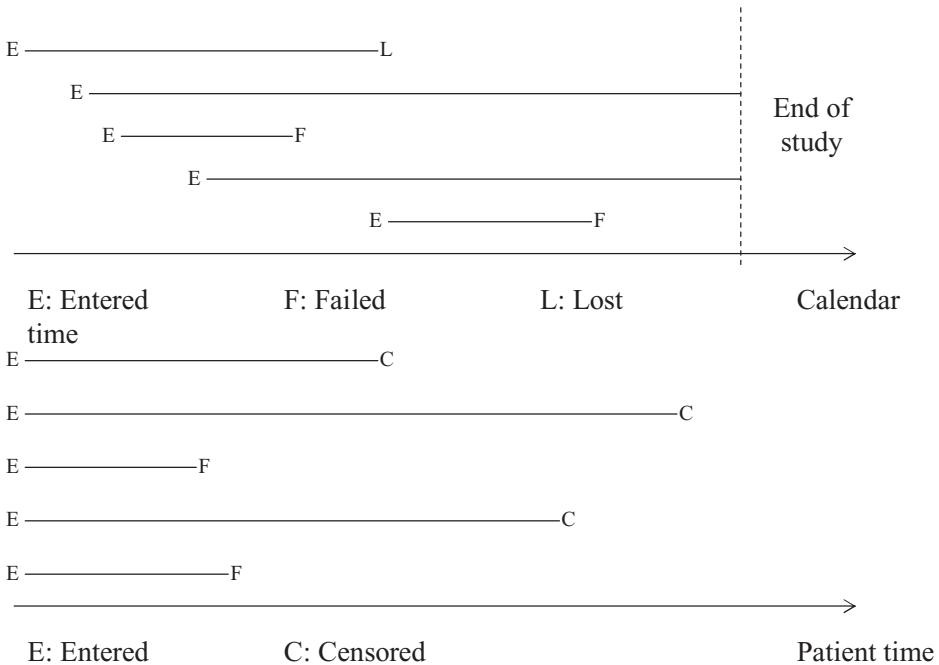 E L
E
End of
study
E F
E
E F
E: Entered F: Failed L: Lost Calendar
time
E C
E C
E F
E C
E F
E: Entered C: Censored Patient time